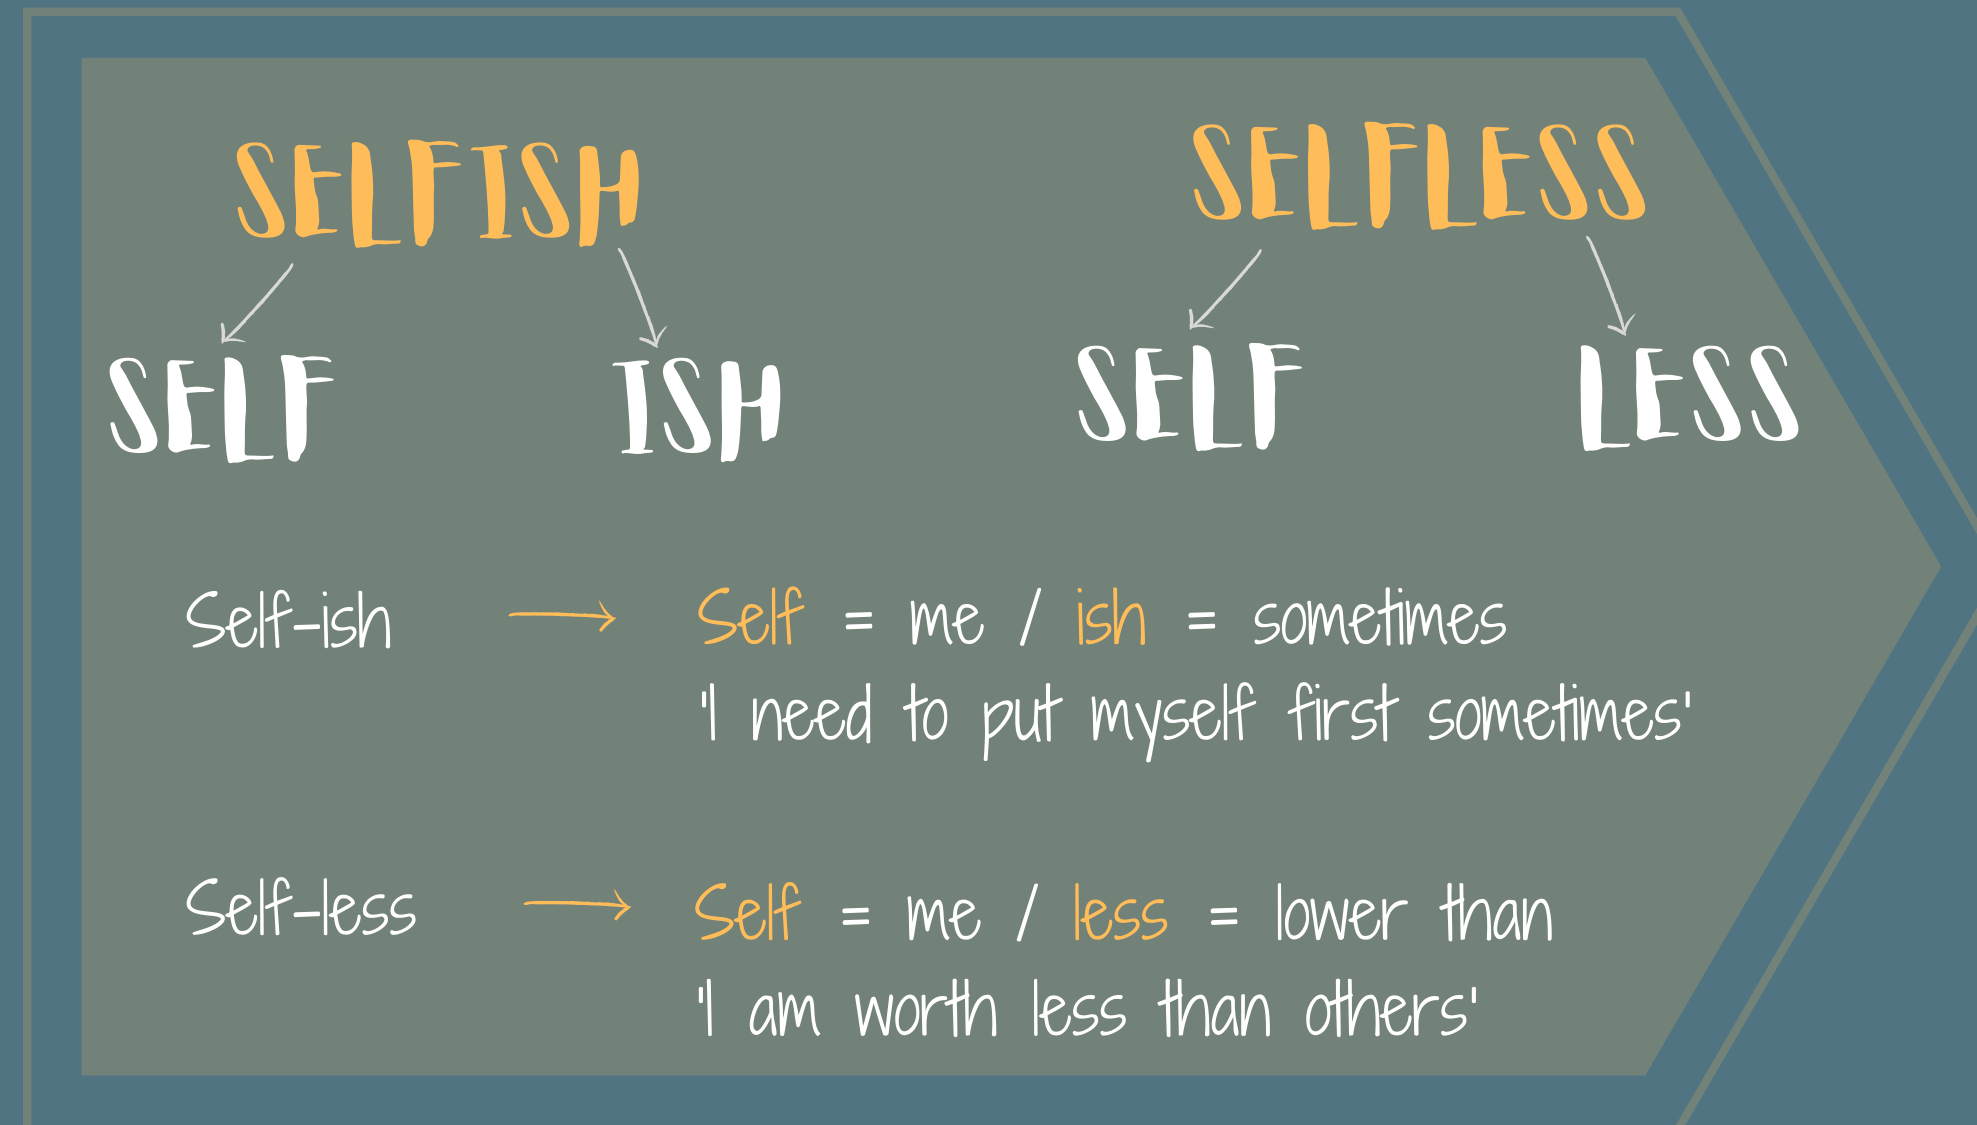 SELFISH
SELF ISH
SELFLESS
SELF LESS
Self-ish → Self = me / ish = sometimes
'I need to put myself first sometimes'
Self-less → Self = me / less = lower than
'I am worth less than others'